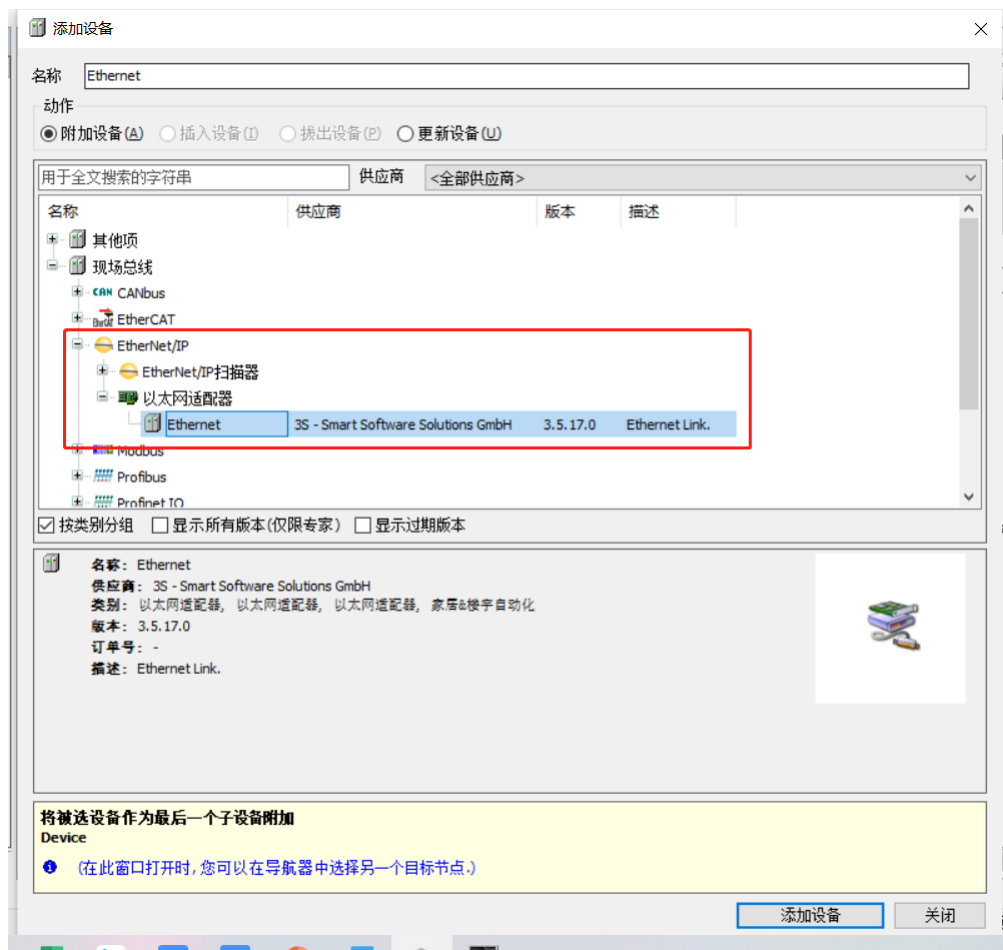 添加设备
名称 Ethernet
动作
附加设备(A) 插入设备(I) 拔出设备(P) 更新设备(U)
用于全文搜索的字符串 供应商 <全部供应商>
名称 供应商 版本 描述
其他项
现场总线
CAN CANbus
EtherCAT
EtherNet/IP
EtherNet/IP扫描器
以太网适配器
Ethernet 3S - Smart Software Solutions GmbH 3.5.17.0 Ethernet Link.
Modbus
Profibus
Profinet IO
按类别分组 显示所有版本(仅限专家) 显示过期版本
名称: Ethernet
供应商: 3S - Smart Software Solutions GmbH
类别: 以太网适配器, 以太网适配器, 以太网适配器, 家居&楼宇自动化
版本: 3.5.17.0
订单号: -
描述: Ethernet Link.
将被选设备作为最后一个子设备附加
Device
(在此窗口打开时,您可以在导航器中选择另一个目标节点.)
添加设备 关闭